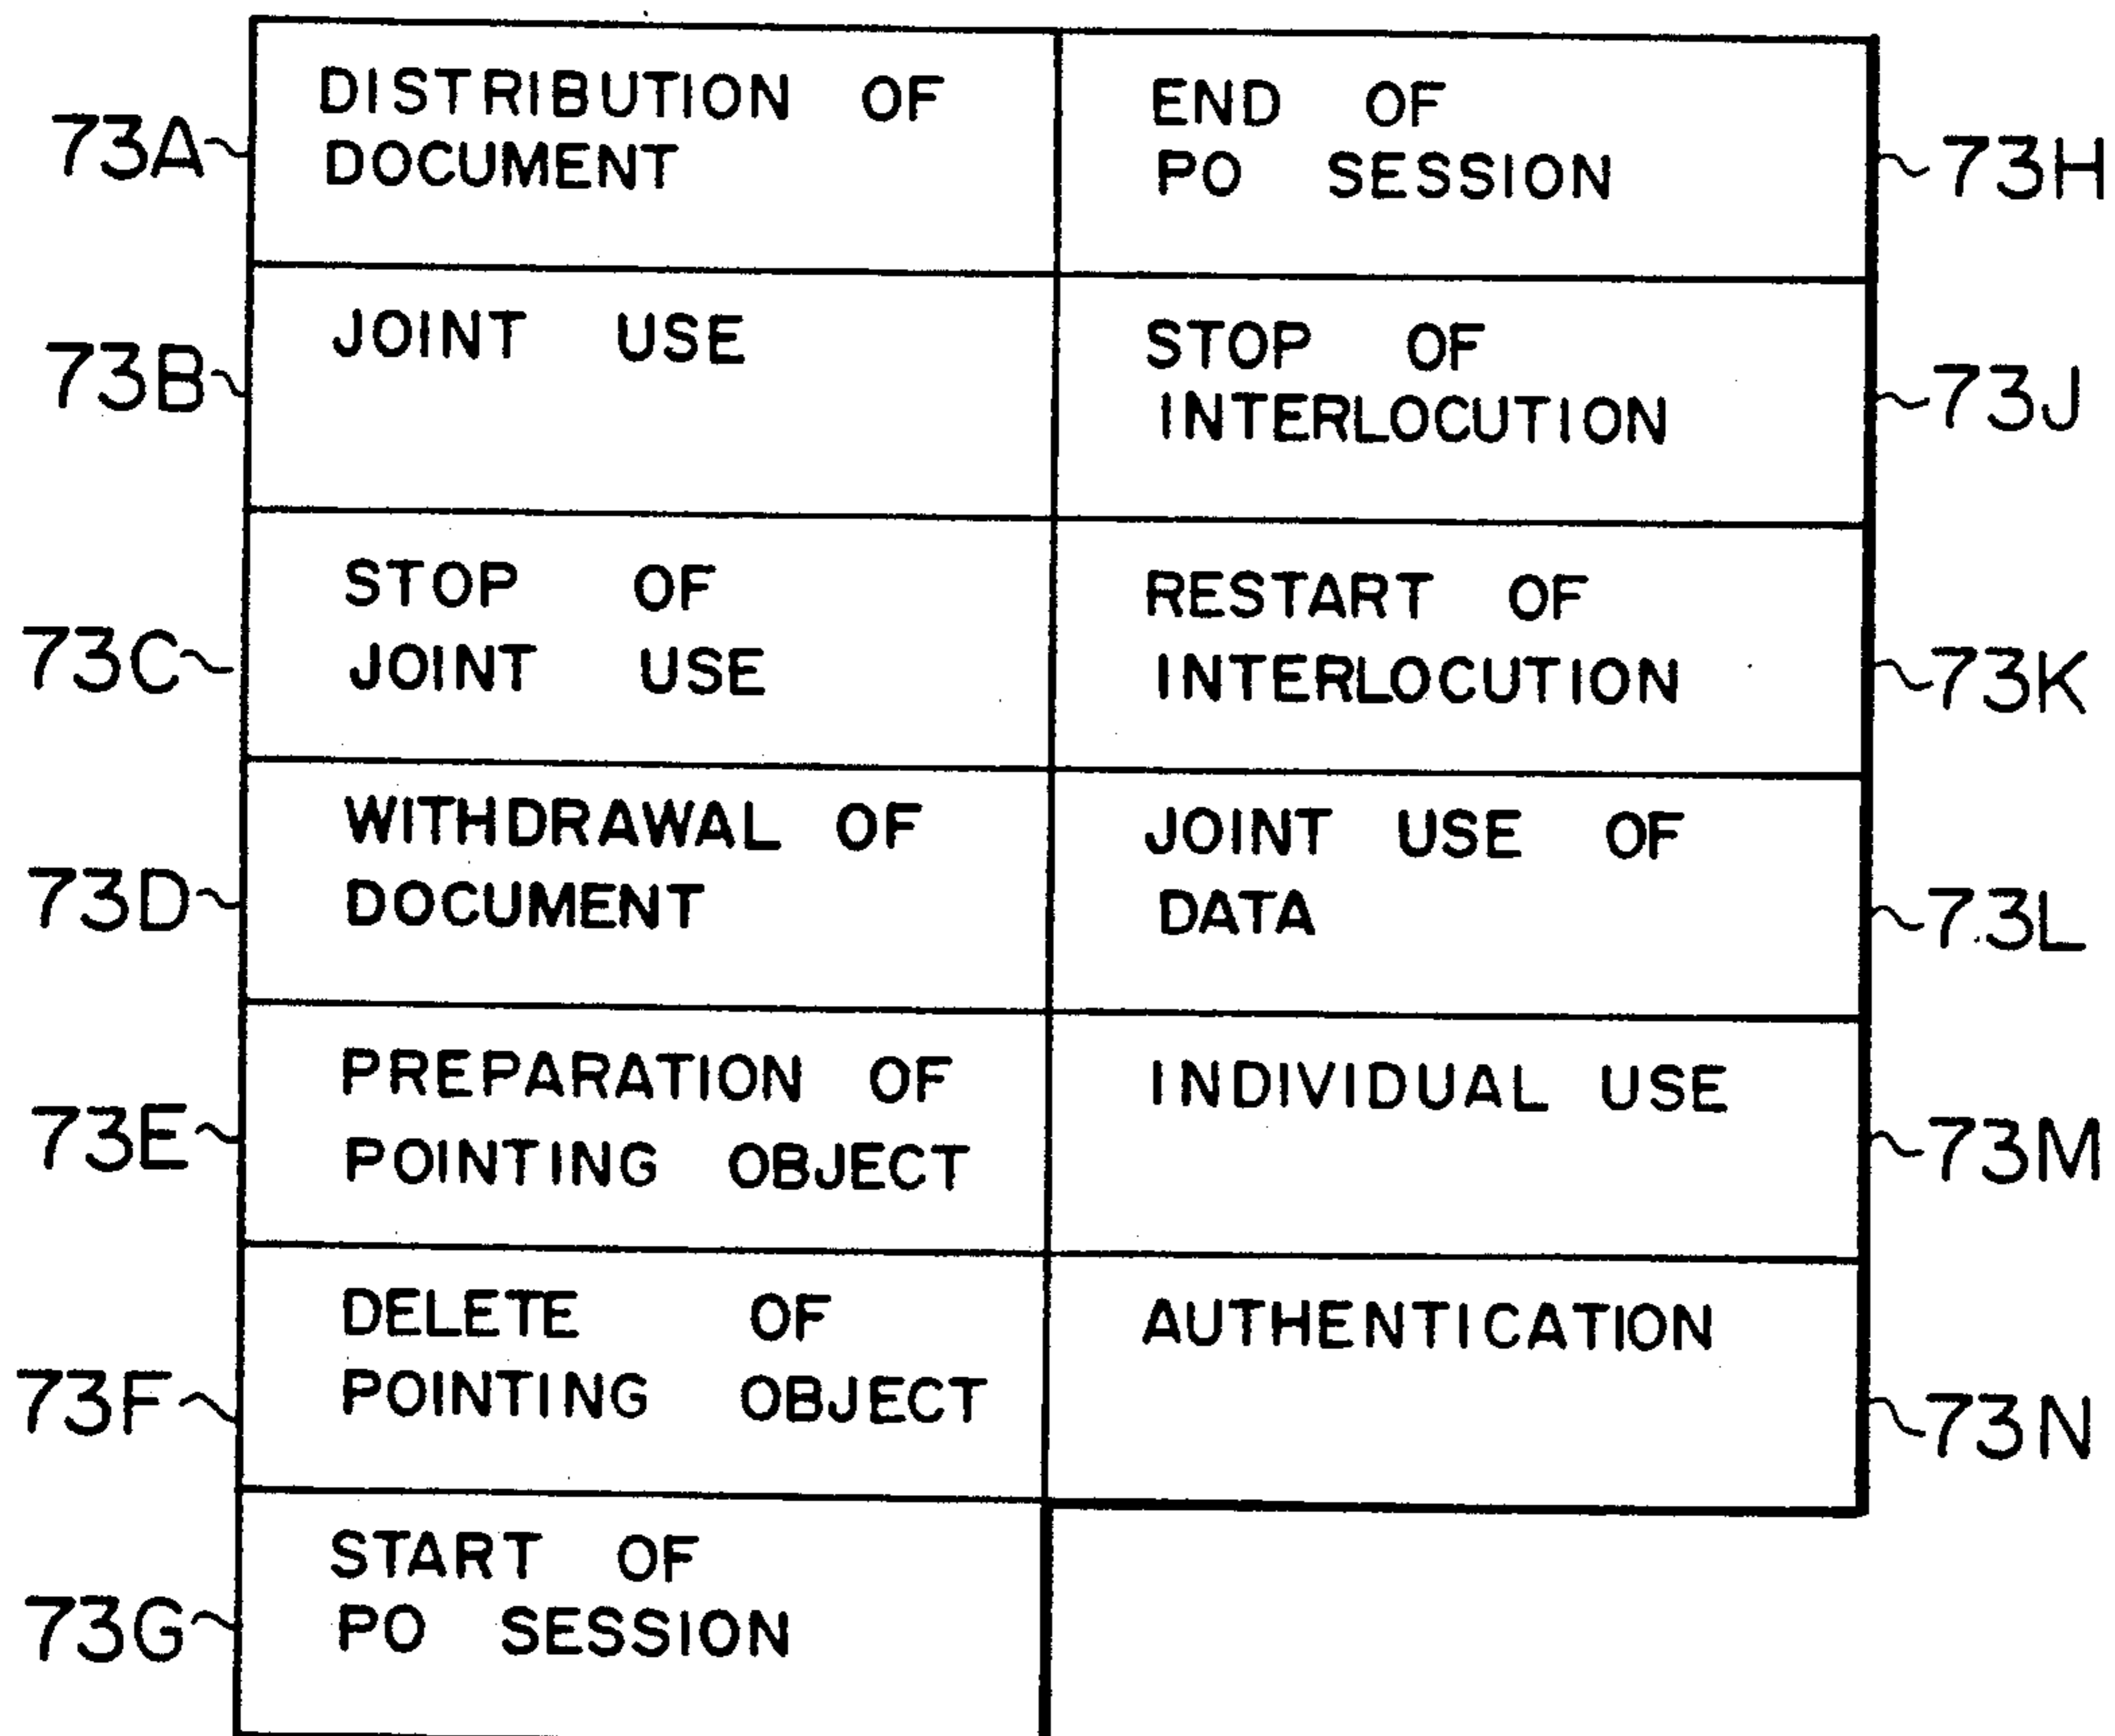 73A
DISTRIBUTION OF
DOCUMENT
END OF
PO SESSION
73H
73B
JOINT USE
STOP OF
INTERLOCUTION
73J
73C
STOP OF
JOINT USE
RESTART OF
INTERLOCUTION
73K
73D
WITHDRAWAL OF
DOCUMENT
JOINT USE OF
DATA
73L
73E
PREPARATION OF
POINTING OBJECT
INDIVIDUAL USE
73M
73F
DELETE OF
POINTING OBJECT
AUTHENTICATION
73N
73G
START OF
PO SESSION